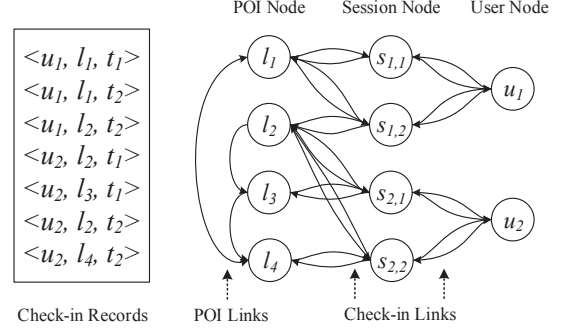 POI Node Session Node User Node
<u1, l1, t1>
<u1, l1, t2>
<u1, l2, t2>
<u2, l2, t1>
<u2, l3, t1>
<u2, l2, t2>
<u2, l4, t2>
l1 s1,1
u1
l2 s1,2
l3 s2,1
u2
l4 s2,2
Check-in Records POI Links Check-in Links